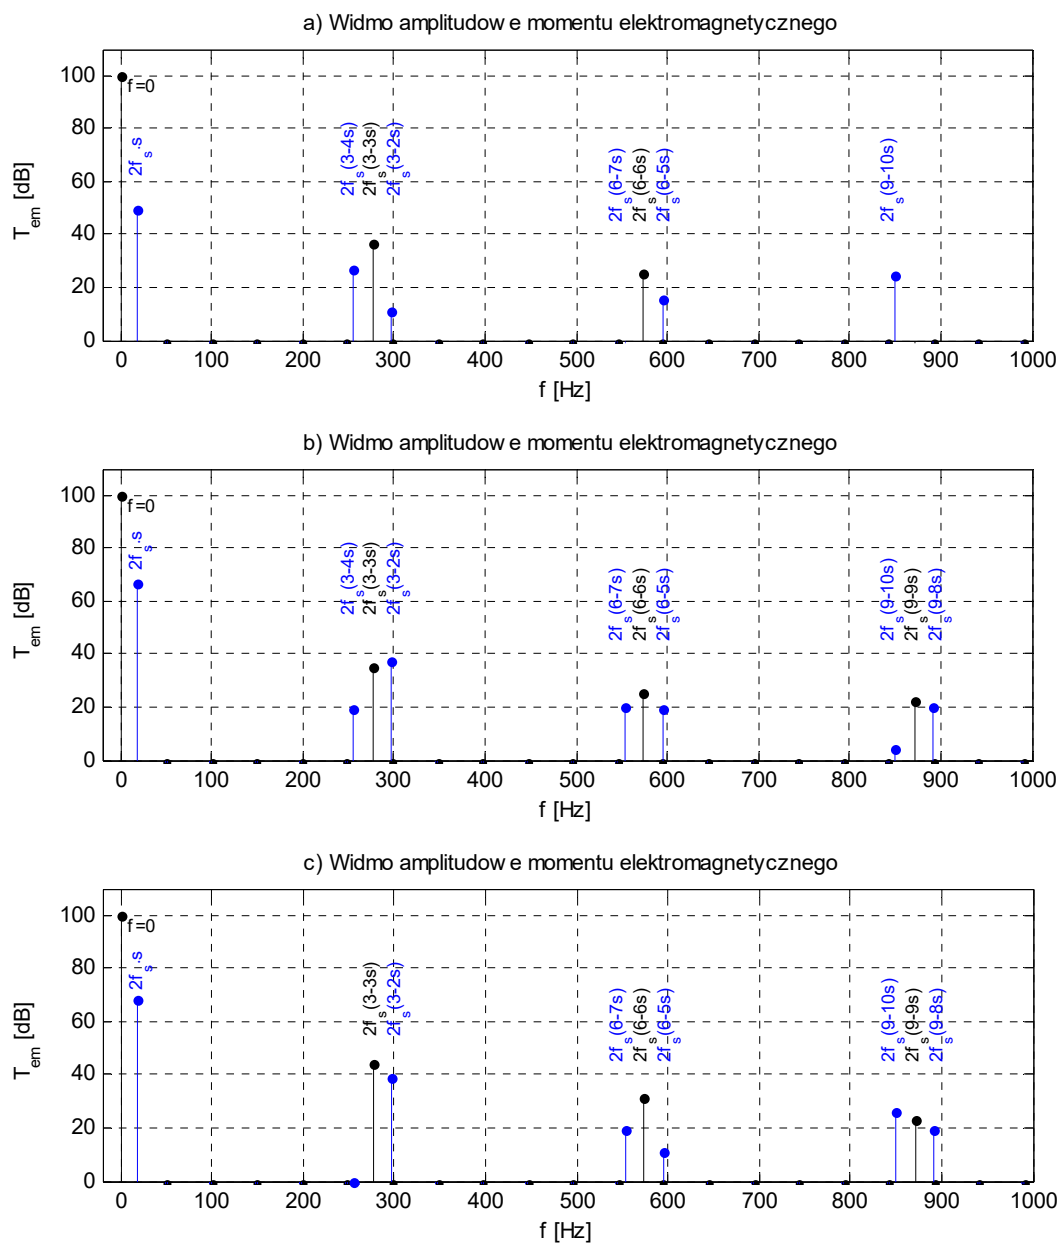 a) Widmo amplitudowe momentu elektromagnetycznego
T_em [dB]
100
80
60
40
20
0
f=0
2f_s·s
2f_s(3-4s)
2f_s(3-3s)
2f_s(3-2s)
2f_s(6-7s)
2f_s(6-6s)
2f_s(6-5s)
2f_s(9-10s)
0 100 200 300 400 500 600 700 800 900 1000
f [Hz]
b) Widmo amplitudowe momentu elektromagnetycznego
T_em [dB]
100
80
60
40
20
0
f=0
2f_s·s
2f_s(3-4s)
2f_s(3-3s)
2f_s(3-2s)
2f_s(6-7s)
2f_s(6-6s)
2f_s(6-5s)
2f_s(9-10s)
2f_s(9-9s)
2f_s(9-8s)
0 100 200 300 400 500 600 700 800 900 1000
f [Hz]
c) Widmo amplitudowe momentu elektromagnetycznego
T_em [dB]
100
80
60
40
20
0
f=0
2f_s·s
2f_s(3-3s)
2f_s(3-2s)
2f_s(6-7s)
2f_s(6-6s)
2f_s(6-5s)
2f_s(9-10s)
2f_s(9-9s)
2f_s(9-8s)
0 100 200 300 400 500 600 700 800 900 1000
f [Hz]